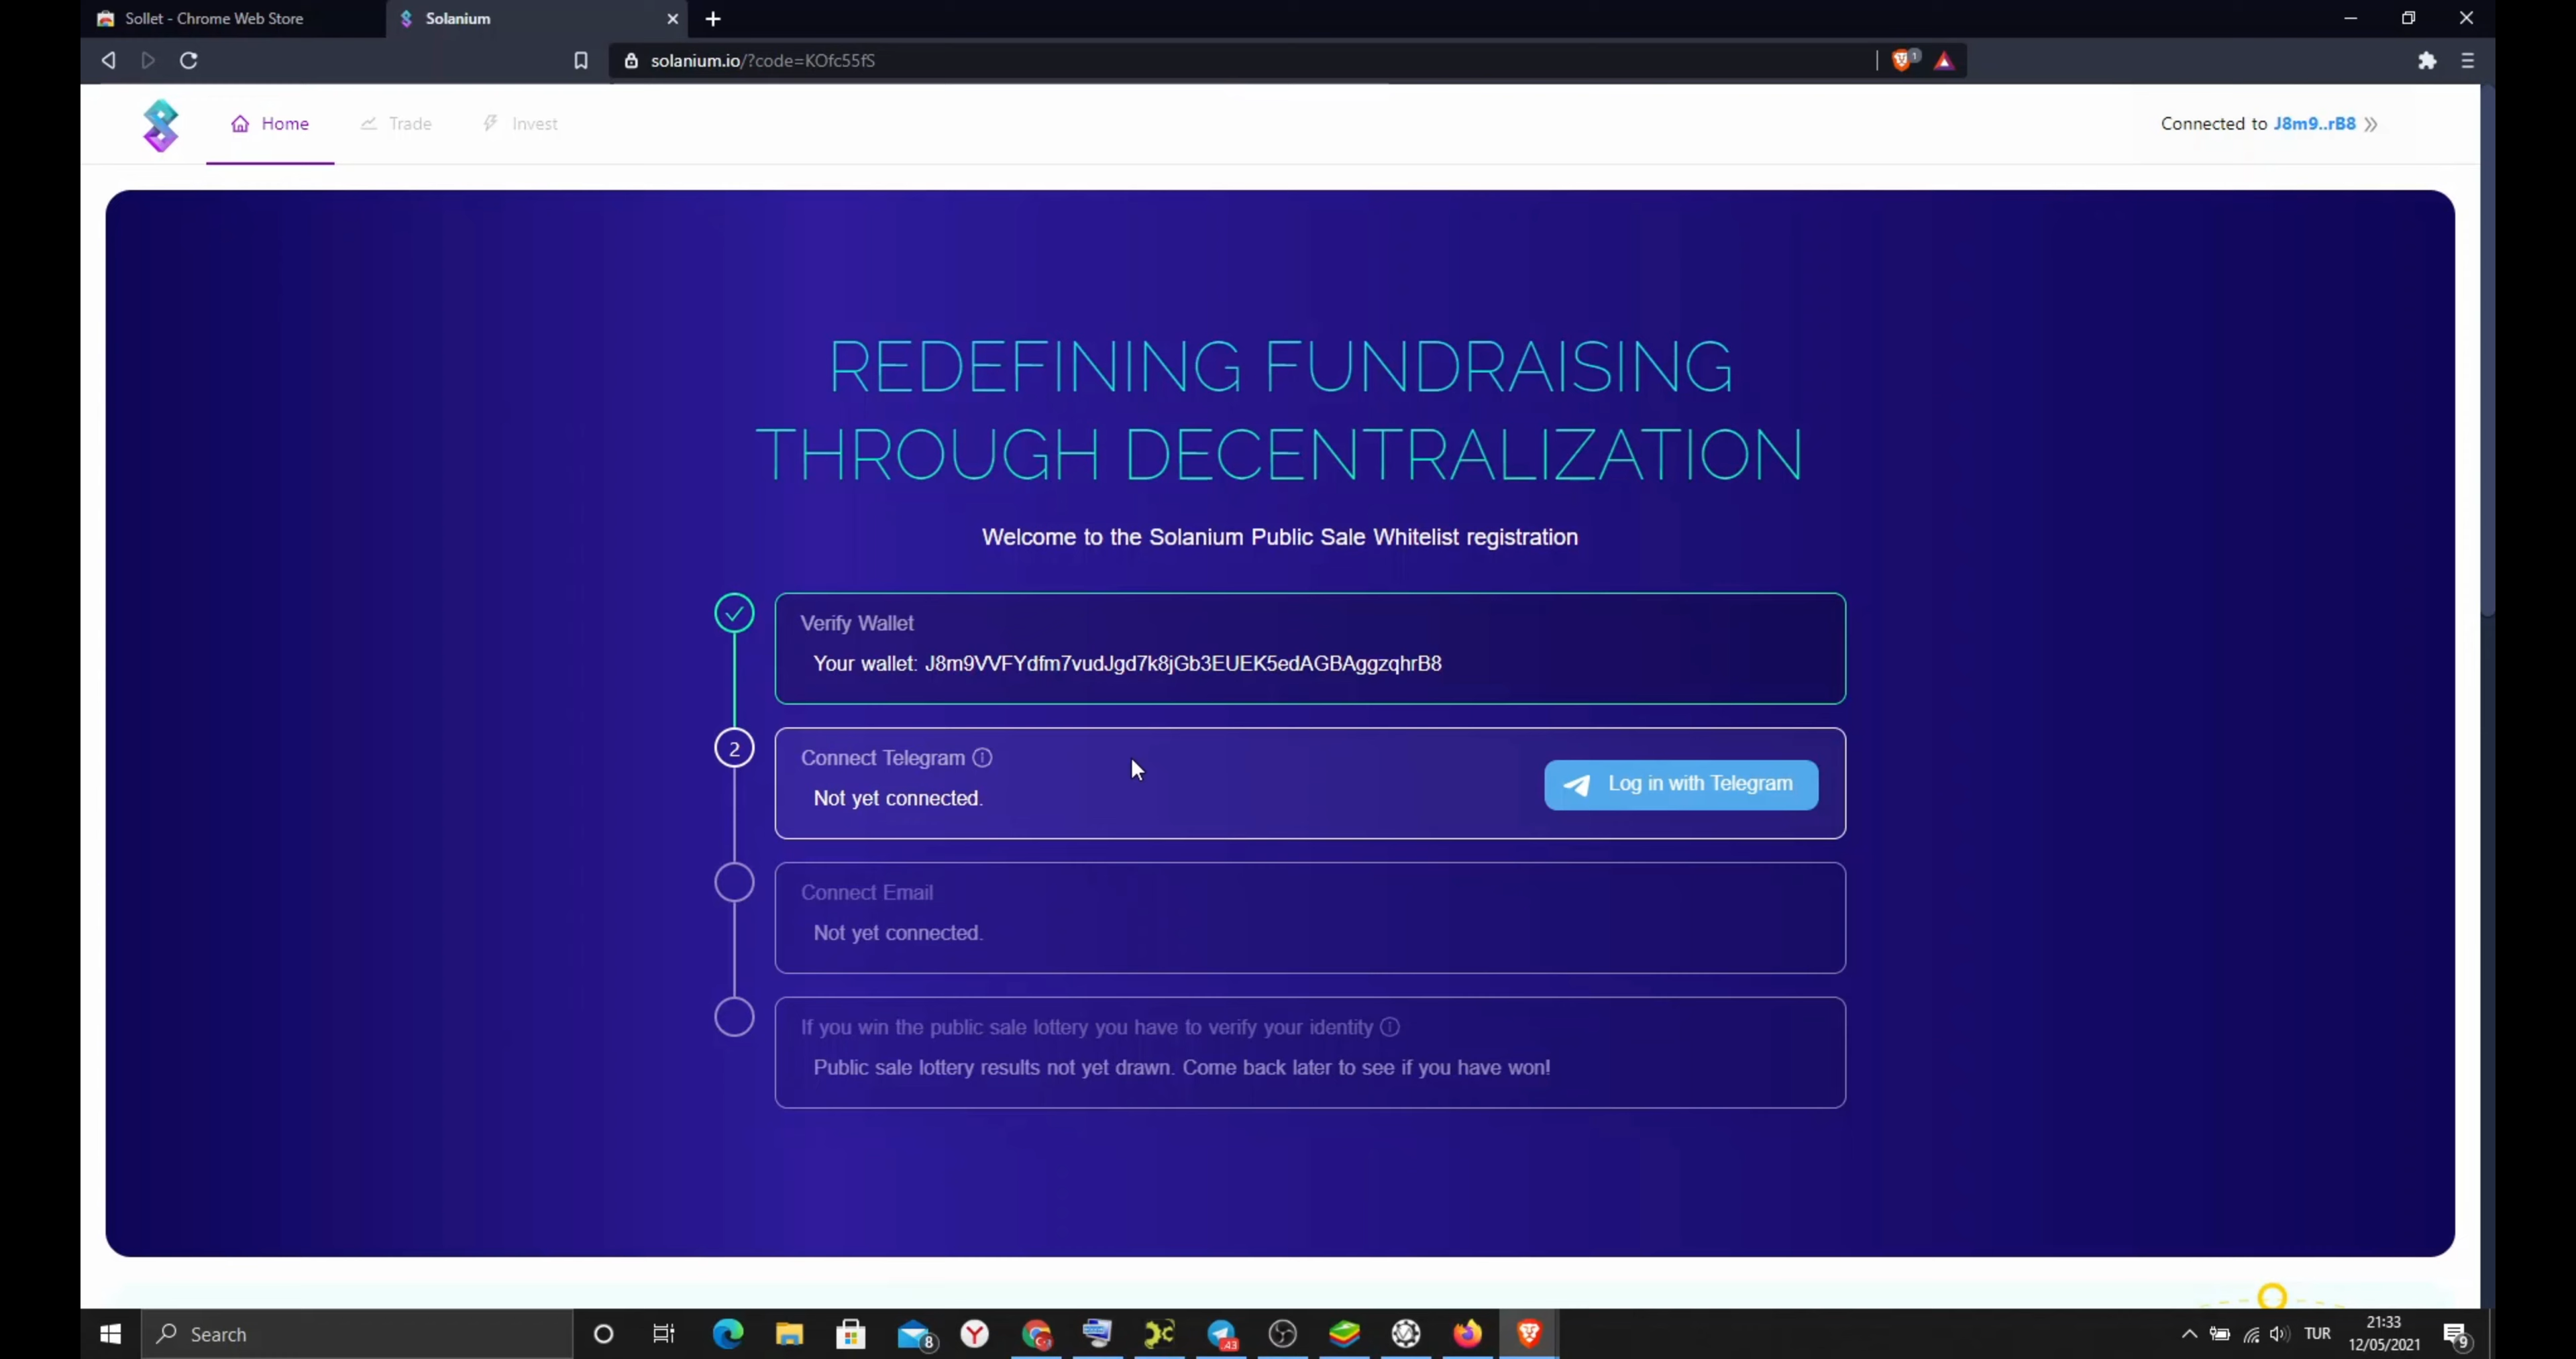 Sollet - Chrome Web Store
Solanium
solanium.io/?code=KOfc55fS
1
Home
Trade
Invest
Connected to J8m9..rB8
REDEFINING FUNDRAISING
THROUGH DECENTRALIZATION
Welcome to the Solanium Public Sale Whitelist registration
Verify Wallet
Your wallet: J8m9VVFYdfm7vudJgd7k8jGb3EUEK5edAGBAggzqhrB8
2
Connect Telegram
Not yet connected.
Log in with Telegram
Connect Email
Not yet connected.
If you win the public sale lottery you have to verify your identity
Public sale lottery results not yet drawn. Come back later to see if you have won!
Search
8
43
TUR
21:33
12/05/2021
9